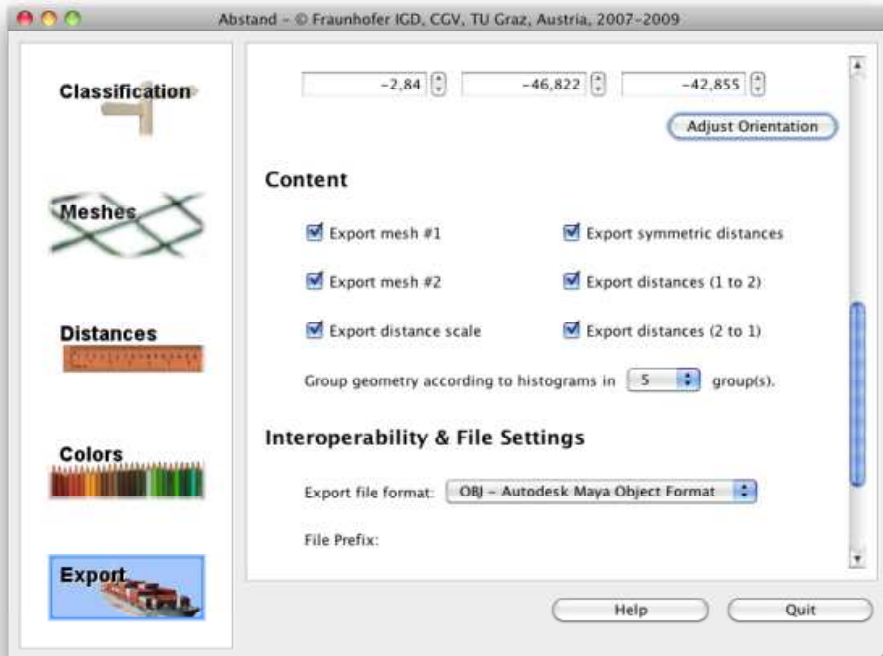 Abstand – © Fraunhofer IGD, CGV, TU Graz, Austria, 2007–2009
Classification
Meshes
Distances
Colors
Export
-2,84 -46,822 -42,855
Adjust Orientation
Content
Export mesh #1 Export symmetric distances
Export mesh #2 Export distances (1 to 2)
Export distance scale Export distances (2 to 1)
Group geometry according to histograms in 5 group(s).
Interoperability & File Settings
Export file format: OBJ – Autodesk Maya Object Format
File Prefix:
Help Quit